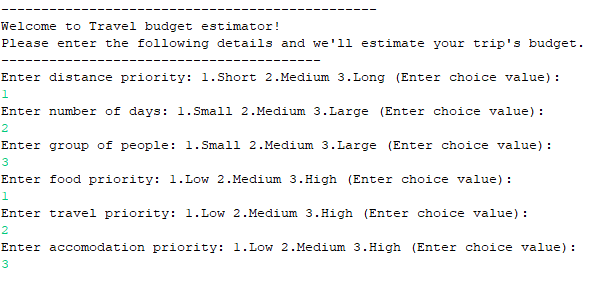 -----------------------------------------------
Welcome to Travel budget estimator!
Please enter the following details and we'll estimate your trip's budget.
----------------------------------------
Enter distance priority: 1.Short 2.Medium 3.Long (Enter choice value):
1
Enter number of days: 1.Small 2.Medium 3.Large (Enter choice value):
2
Enter group of people: 1.Small 2.Medium 3.Large (Enter choice value):
3
Enter food priority: 1.Low 2.Medium 3.High (Enter choice value):
1
Enter travel priority: 1.Low 2.Medium 3.High (Enter choice value):
2
Enter accomodation priority: 1.Low 2.Medium 3.High (Enter choice value):
3